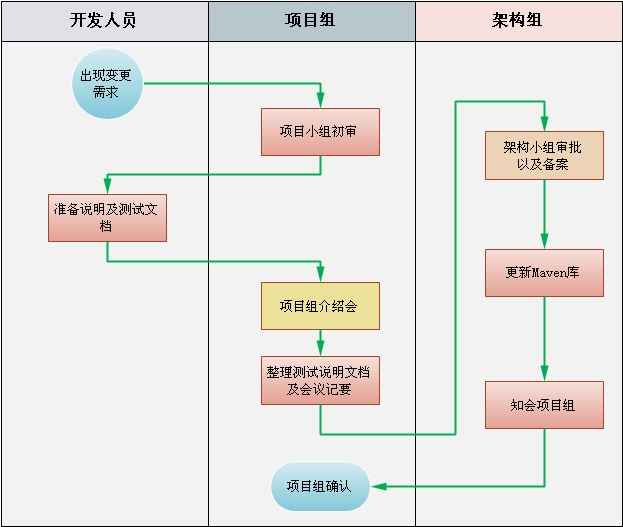 开发人员
项目组
架构组
出现变更
需求
项目小组初审
准备说明及测试文
档
项目组介绍会
整理测试说明文档
及会议记要
架构小组审批
以及备案
更新Maven库
知会项目组
项目组确认